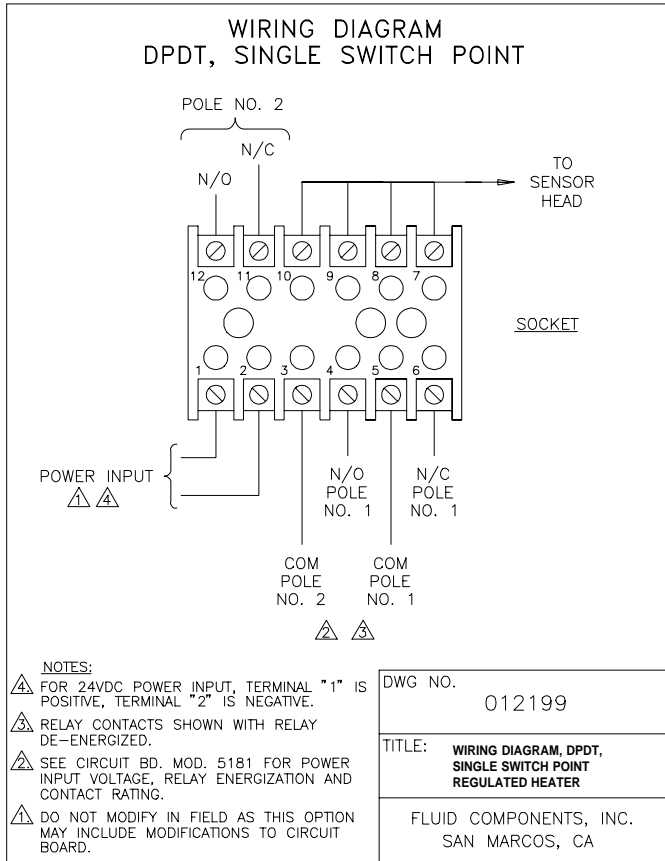 WIRING DIAGRAM
DPDT, SINGLE SWITCH POINT
POLE NO. 2
N/C
N/O
TO
SENSOR
HEAD
12 11 10 9 8 7
SOCKET
1 2 3 4 5 6
POWER INPUT
1 4
N/O
POLE
NO. 1
N/C
POLE
NO. 1
COM
POLE
NO. 2
COM
POLE
NO. 1
2 3
NOTES:
4 FOR 24VDC POWER INPUT, TERMINAL "1" IS
POSITIVE, TERMINAL "2" IS NEGATIVE.
3 RELAY CONTACTS SHOWN WITH RELAY
DE-ENERGIZED.
2 SEE CIRCUIT BD. MOD. 5181 FOR POWER
INPUT VOLTAGE, RELAY ENERGIZATION AND
CONTACT RATING.
1 DO NOT MODIFY IN FIELD AS THIS OPTION
MAY INCLUDE MODIFICATIONS TO CIRCUIT
BOARD.
DWG NO.
012199
TITLE: WIRING DIAGRAM, DPDT,
SINGLE SWITCH POINT
REGULATED HEATER
FLUID COMPONENTS, INC.
SAN MARCOS, CA